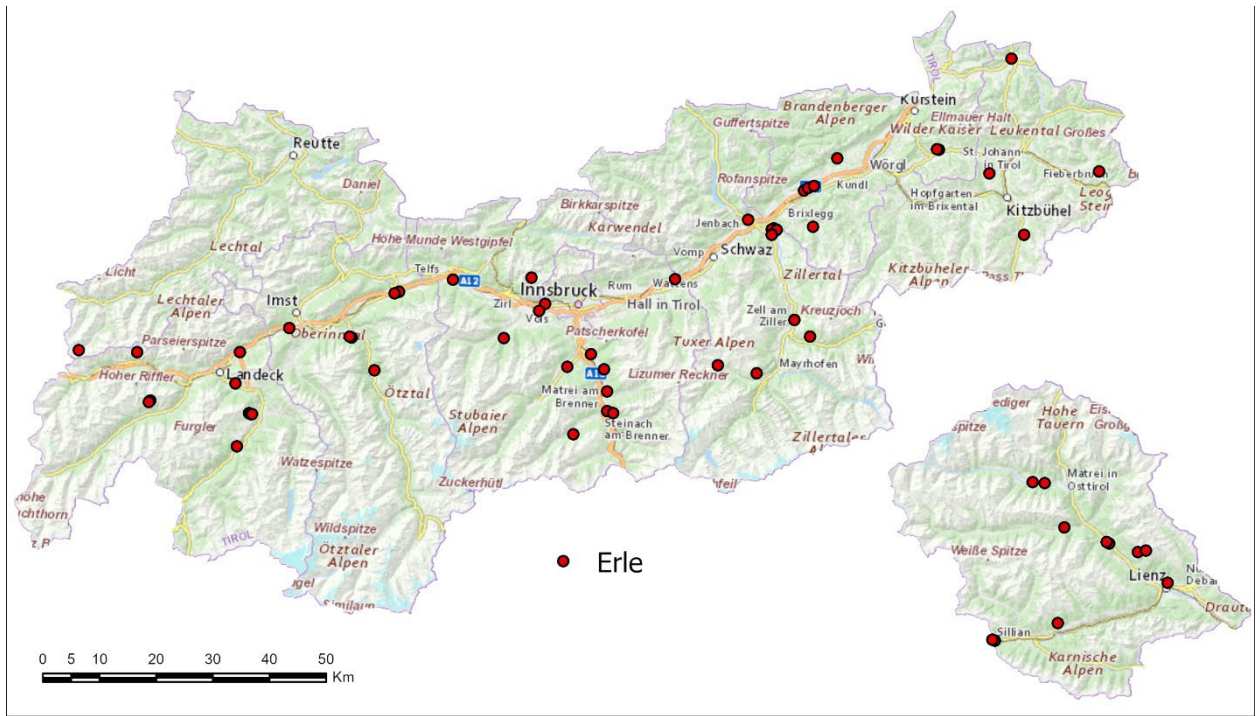 TIROL
Kufstein
Brandenberger
Alpen
Guffertspitze
Ellmauer Halt
Wilder Kaiser
Leukental
Großes
Reutte
St. Johann
in Tirol
Wörgl
Daniel
Rofanspitze
Kundl
Fieberbrunn
Hopfgarten
im Brixental
Kitzbühel
Birkkarspitze
Karwendel
Jenbach
Brixlegg
Lechtal
Hohe Munde Westgipfel
Vomp
Schwaz
Licht
Telfs
A12
Zillertal
Kitzbüheler
Alpen
Lechtaler
Alpen
Imst
Zirl
Innsbruck
Rum
Wattens
Hall in Tirol
Völs
Zell am
Ziller
Kreuzjoch
Oberinntal
Patscherkofel
Tuxer Alpen
Parseierspitze
Hoher Riffler
Landeck
Lizumer Reckner
Mayrhofen
Ötztal
Matrei am
Brenner
Stubaier
Alpen
Steinach
am Brenner
Furgler
Zillertaler
Watzespitze
Zuckerhütl
Hohe
Tauern
Matrei in
Osttirol
TIROL
Wildspitze
Ötztaler
Alpen
Similaun
Weiße Spitze
Lienz
Erle
Sillian
Karnische
Alpen
0 5 10 20 30 40 50
Km